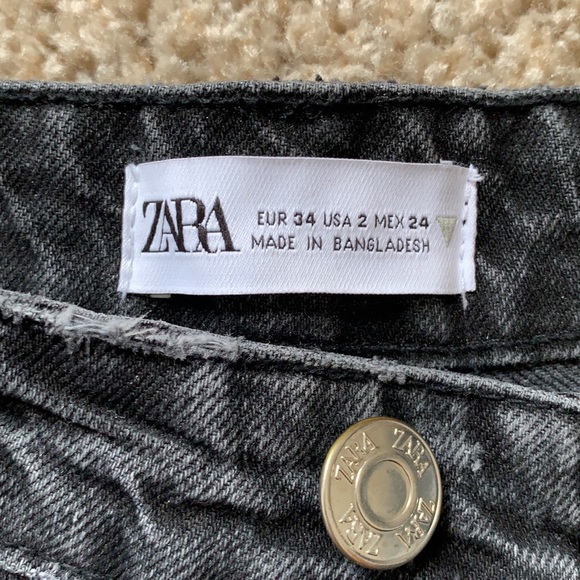 ZARA
EUR 34 USA 2 MEX 24
MADE IN BANGLADESH
ZARA ZARA ZARA ZARA